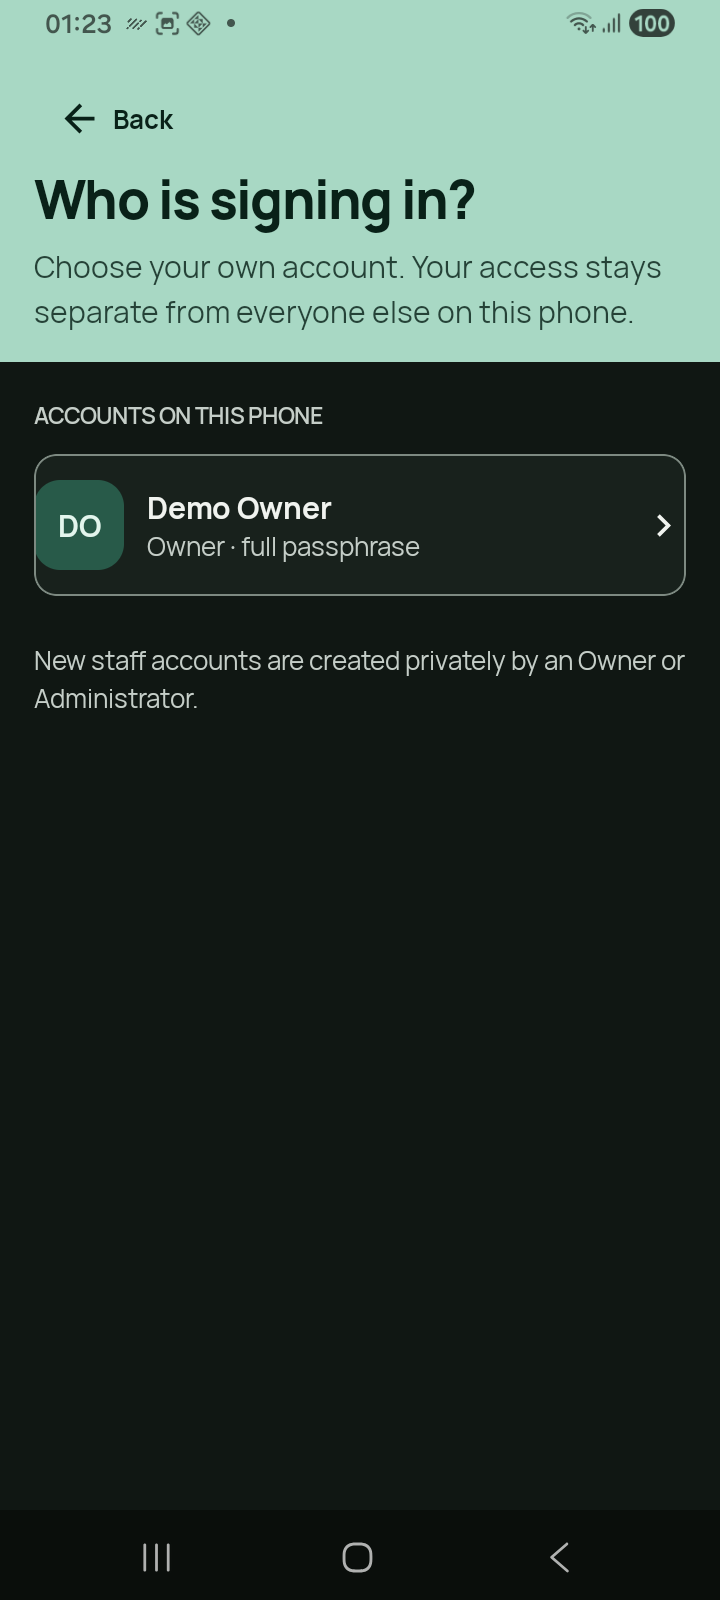 01:23
100
Back
Who is signing in?
Choose your own account. Your access stays
separate from everyone else on this phone.
ACCOUNTS ON THIS PHONE
DO
Demo Owner
Owner · full passphrase
New staff accounts are created privately by an Owner or
Administrator.